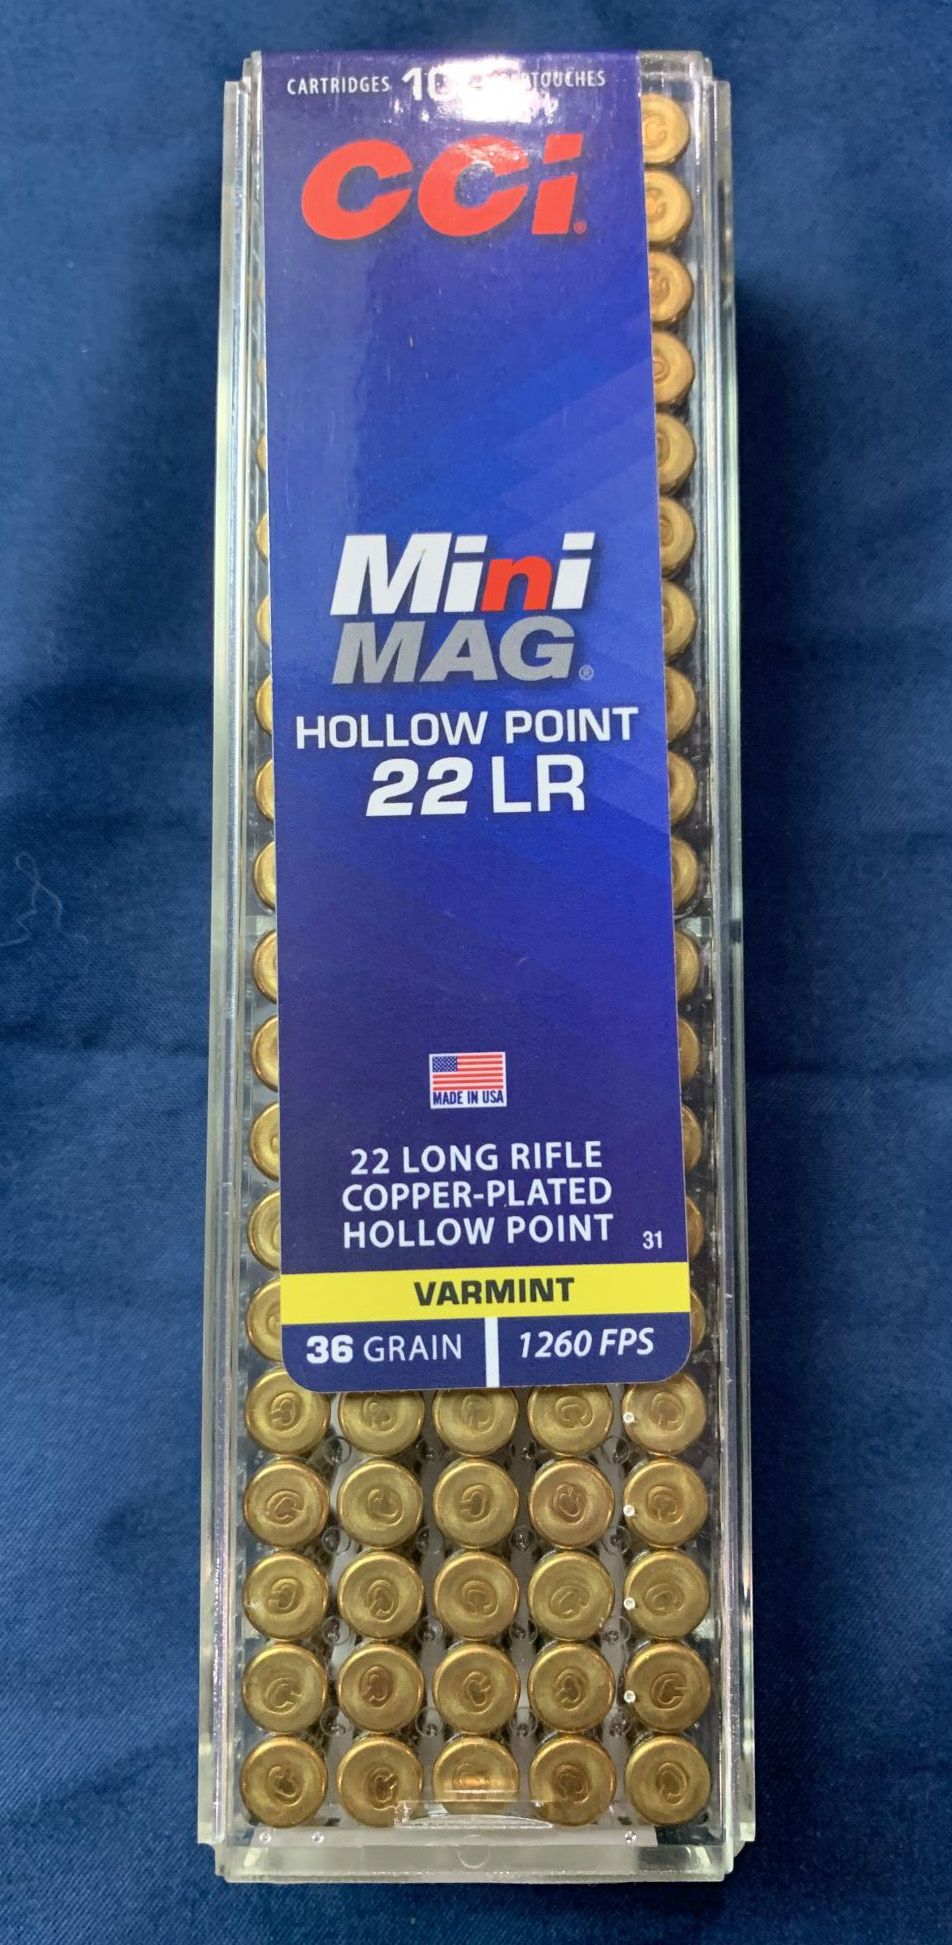 CARTRIDGES
CCi®
Mini
MAG®
HOLLOW POINT
22 LR
MADE IN USA
22 LONG RIFLE
COPPER-PLATED
HOLLOW POINT
31
VARMINT
36 GRAIN 1260 FPS